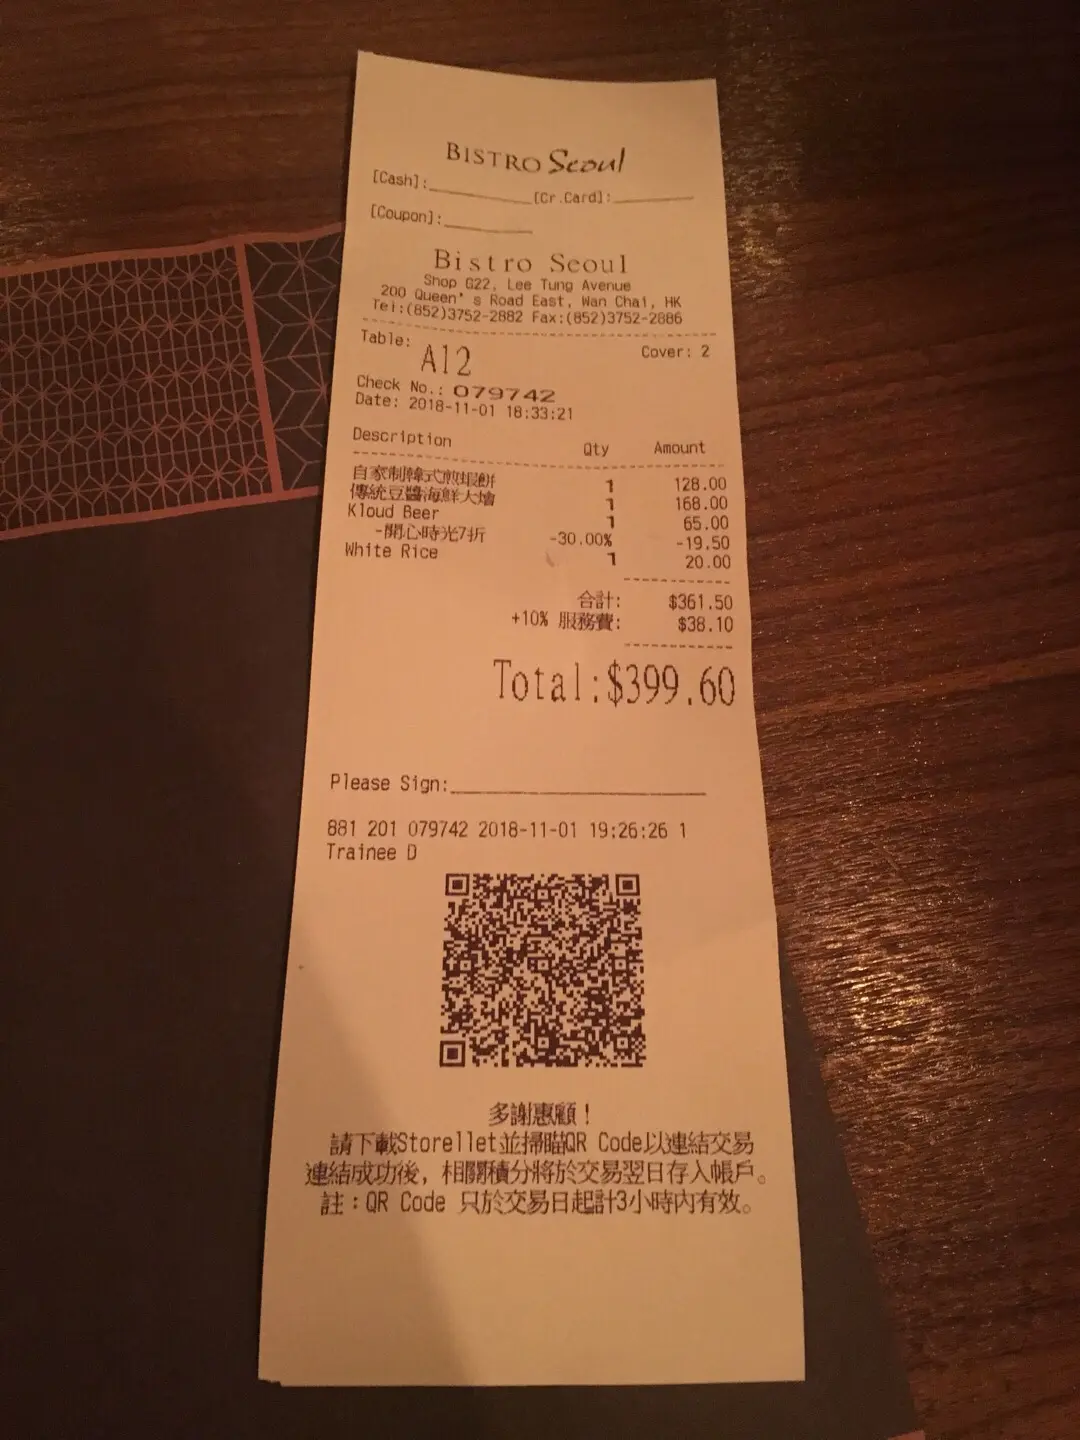 BISTRO Seoul
[Cash]:__________[Cr.Card]:________
[Coupon]:_________
Bistro Seoul
Shop G22, Lee Tung Avenue
200 Queen's Road East, Wan Chai, HK
Tel:(852)3752-2882 Fax:(852)3752-2886
Table: A12 Cover: 2
Check No.: 079742
Date: 2018-11-01 18:33:21
Description Qty Amount
自家制韓式煎蝦餅 1 128.00
傳統豆醬海鮮大燴 1 168.00
Kloud Beer 1 65.00
-開心時光7折 -30.00% -19.50
White Rice 1 20.00
合計: $361.50
+10% 服務費: $38.10
Total:$399.60
Please Sign:____________________
881 201 079742 2018-11-01 19:26:26 1
Trainee D
多謝惠顧!
請下載Storellet並掃瞄QR Code以連結交易
連結成功後, 相關積分將於交易翌日存入帳戶。
註:QR Code 只於交易日起計3小時內有效。